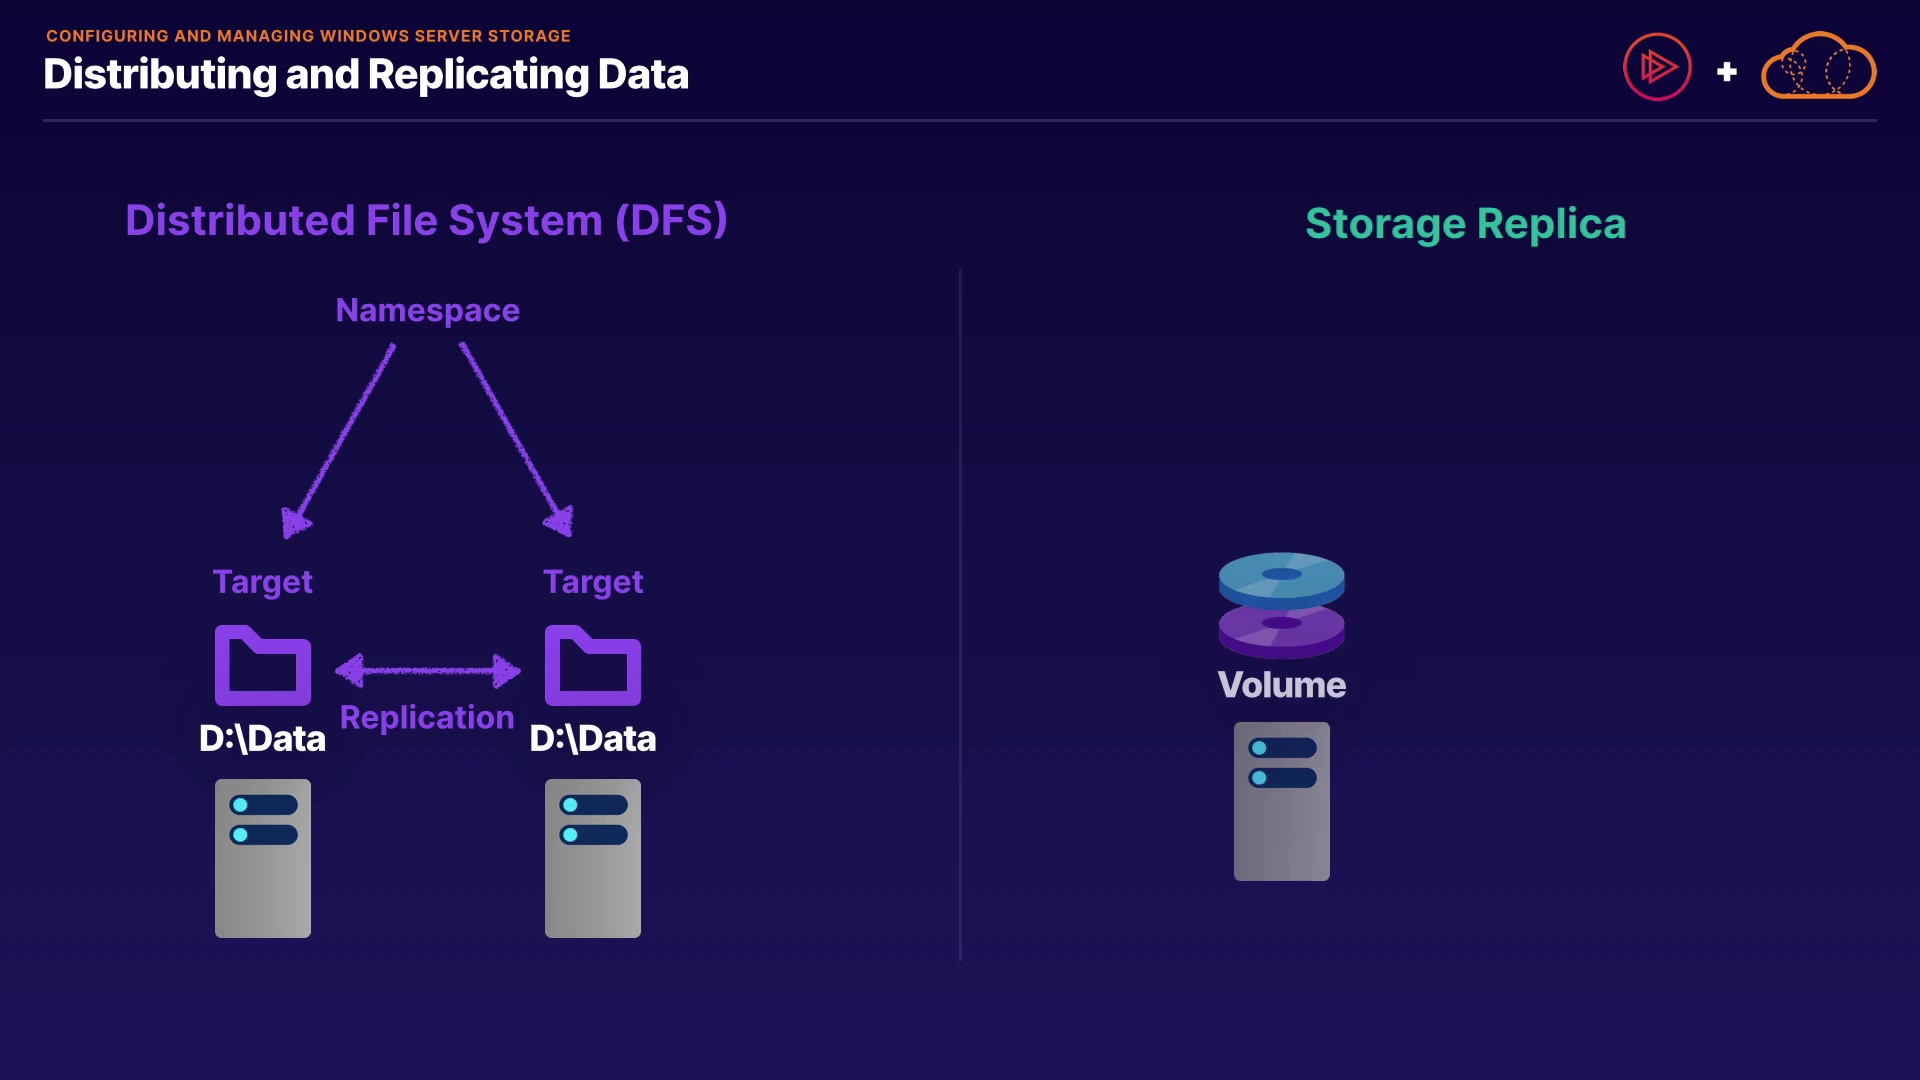 CONFIGURING AND MANAGING WINDOWS SERVER STORAGE
Distributing and Replicating Data
Distributed File System (DFS)
Namespace
Target
Target
Replication
D:\Data
D:\Data
Storage Replica
Volume